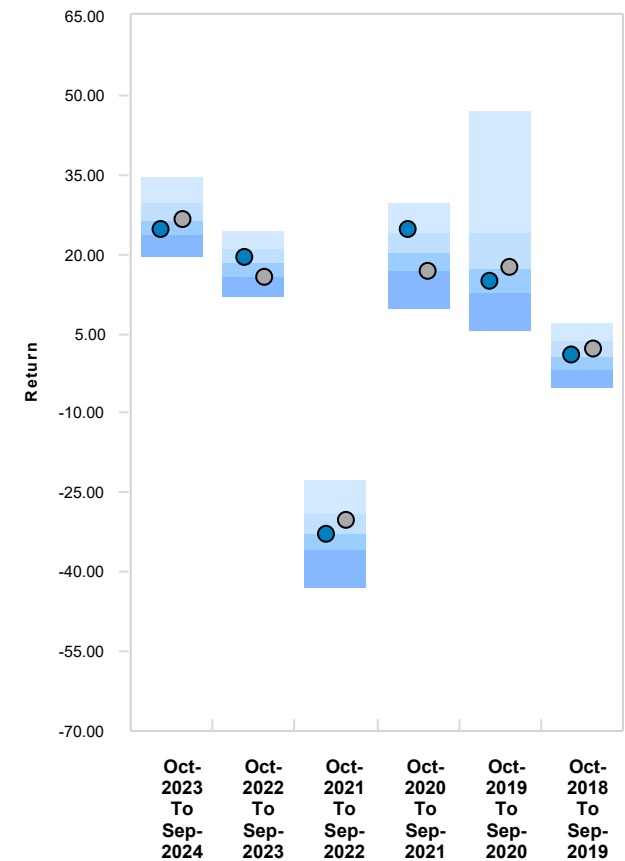 65.00
50.00
35.00
20.00
5.00
-10.00
-25.00
-40.00
-55.00
-70.00
Return
Oct-
2023
To
Sep-
2024
Oct-
2022
To
Sep-
2023
Oct-
2021
To
Sep-
2022
Oct-
2020
To
Sep-
2021
Oct-
2019
To
Sep-
2020
Oct-
2018
To
Sep-
2019